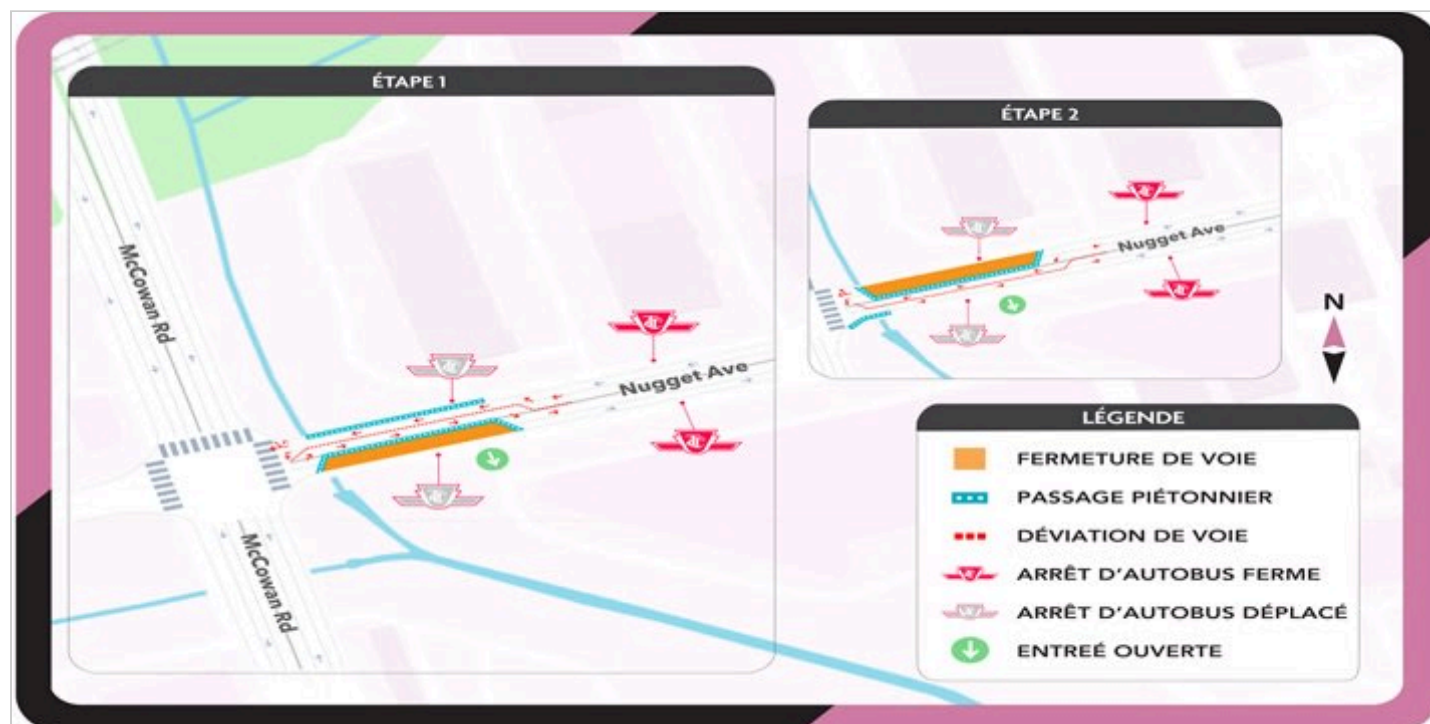 ÉTAPE 1
McCowan Rd
Nugget Ave
McCowan Rd
ÉTAPE 2
Nugget Ave
N
LÉGENDE
FERMETURE DE VOIE
PASSAGE PIÉTONNIER
DÉVIATION DE VOIE
ARRÊT D'AUTOBUS FERME
ARRÊT D'AUTOBUS DÉPLACÉ
ENTREÉ OUVERTE